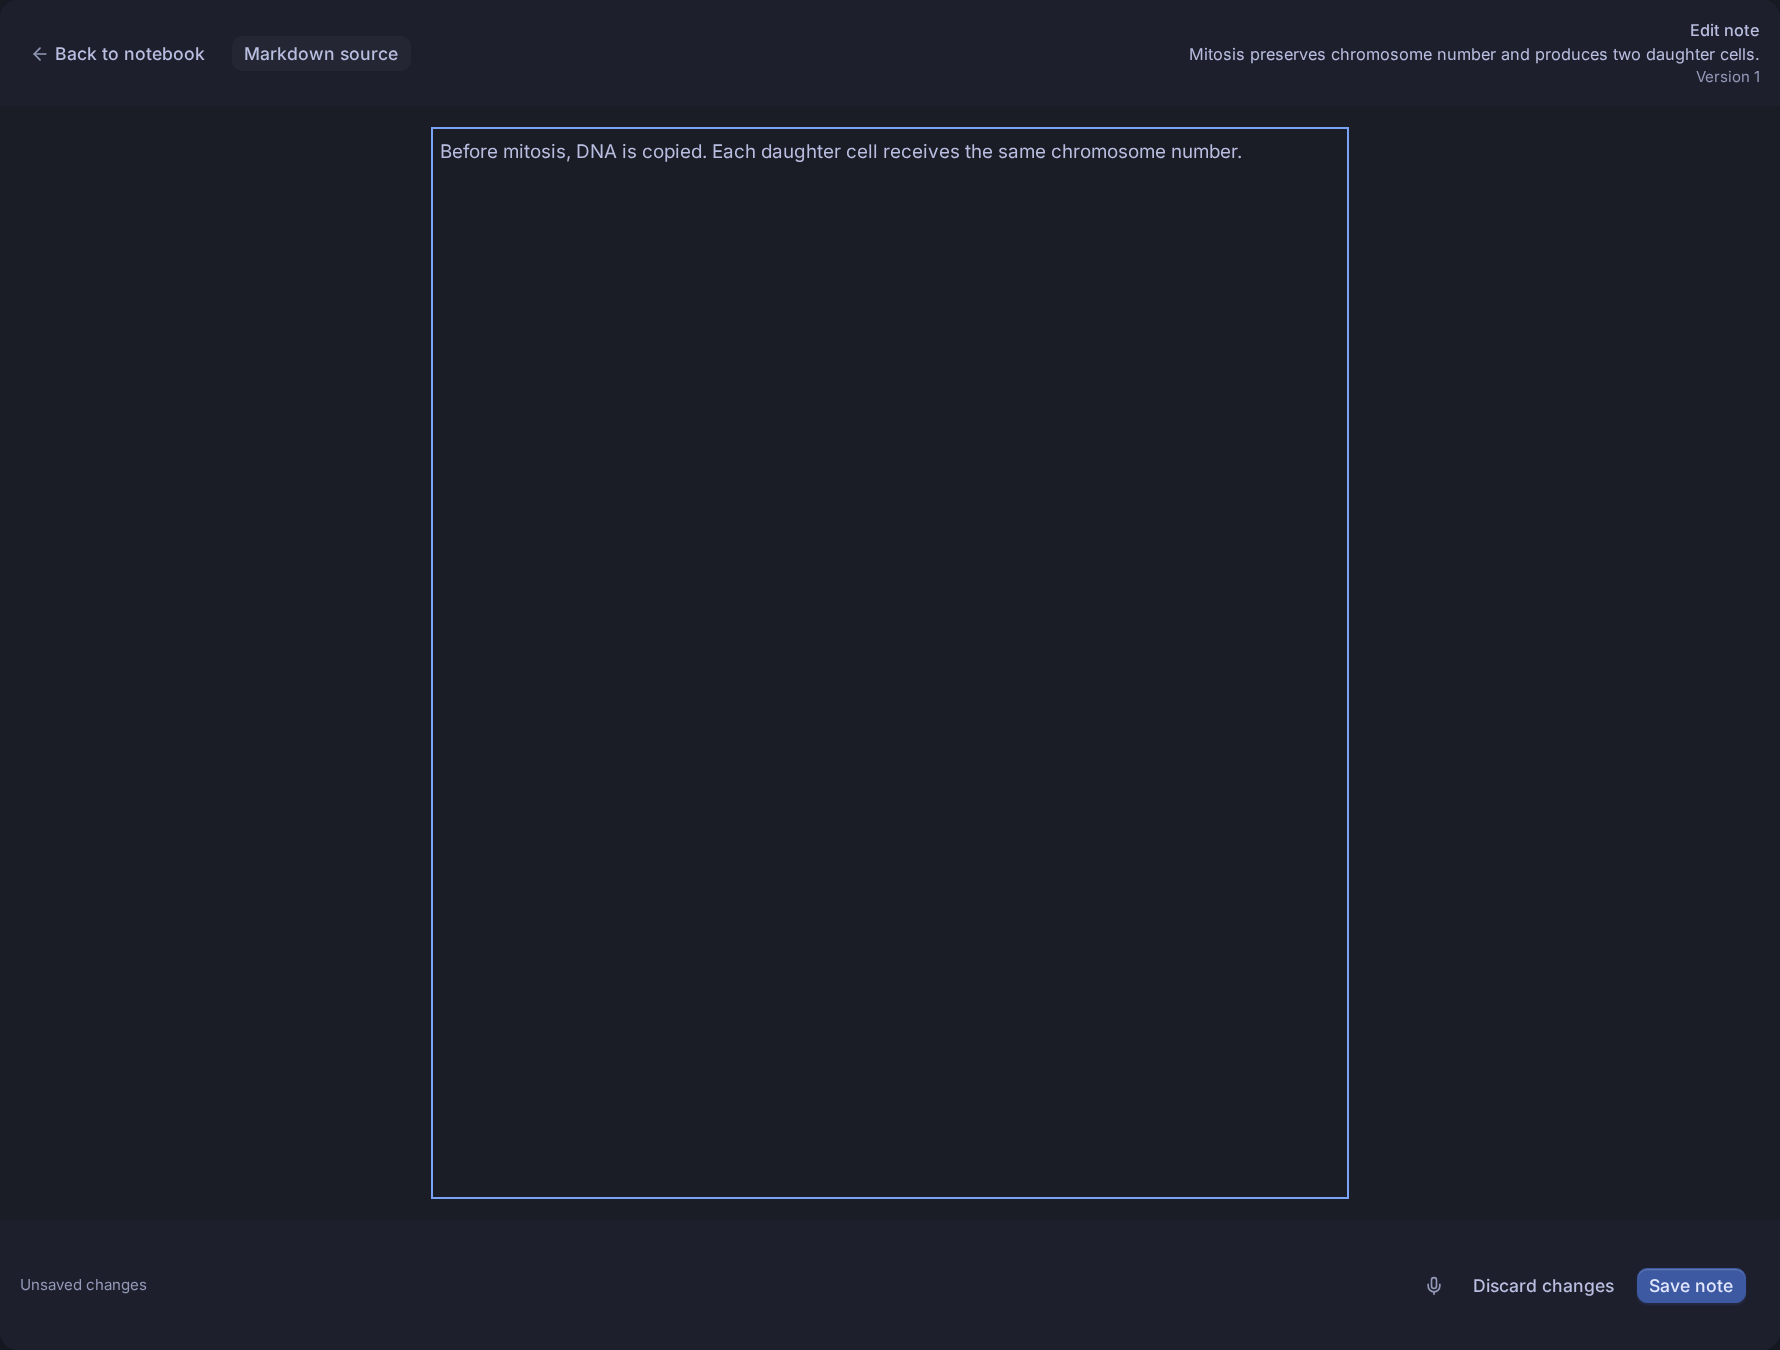 Back to notebook
Markdown source
Edit note
Mitosis preserves chromosome number and produces two daughter cells.
Version 1
Before mitosis, DNA is copied. Each daughter cell receives the same chromosome number.
Unsaved changes
Discard changes
Save note